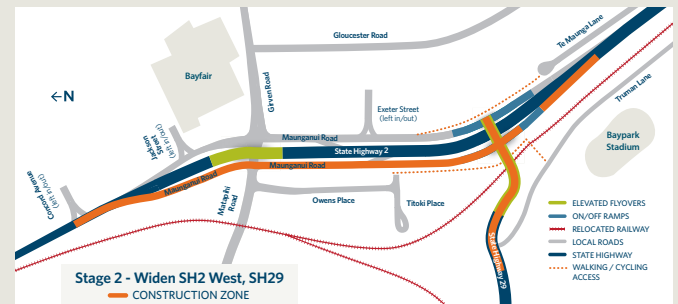 Gloucester Road
Te Maunga Lane
Bayfair
Girven Road
Truman Lane
←N
Exeter Street
(left in/out)
Jackson
Street
(left in/out)
Maunganui Road
State Highway 2
Baypark
Stadium
Maunganui Road
Maunganui Road
Concord Avenue
(left in/out)
Matapihi
Road
Owens Place
Titoki Place
State Highway 29
ELEVATED FLYOVERS
ON/OFF RAMPS
RELOCATED RAILWAY
LOCAL ROADS
STATE HIGHWAY
WALKING / CYCLING
ACCESS
Stage 2 - Widen SH2 West, SH29
CONSTRUCTION ZONE